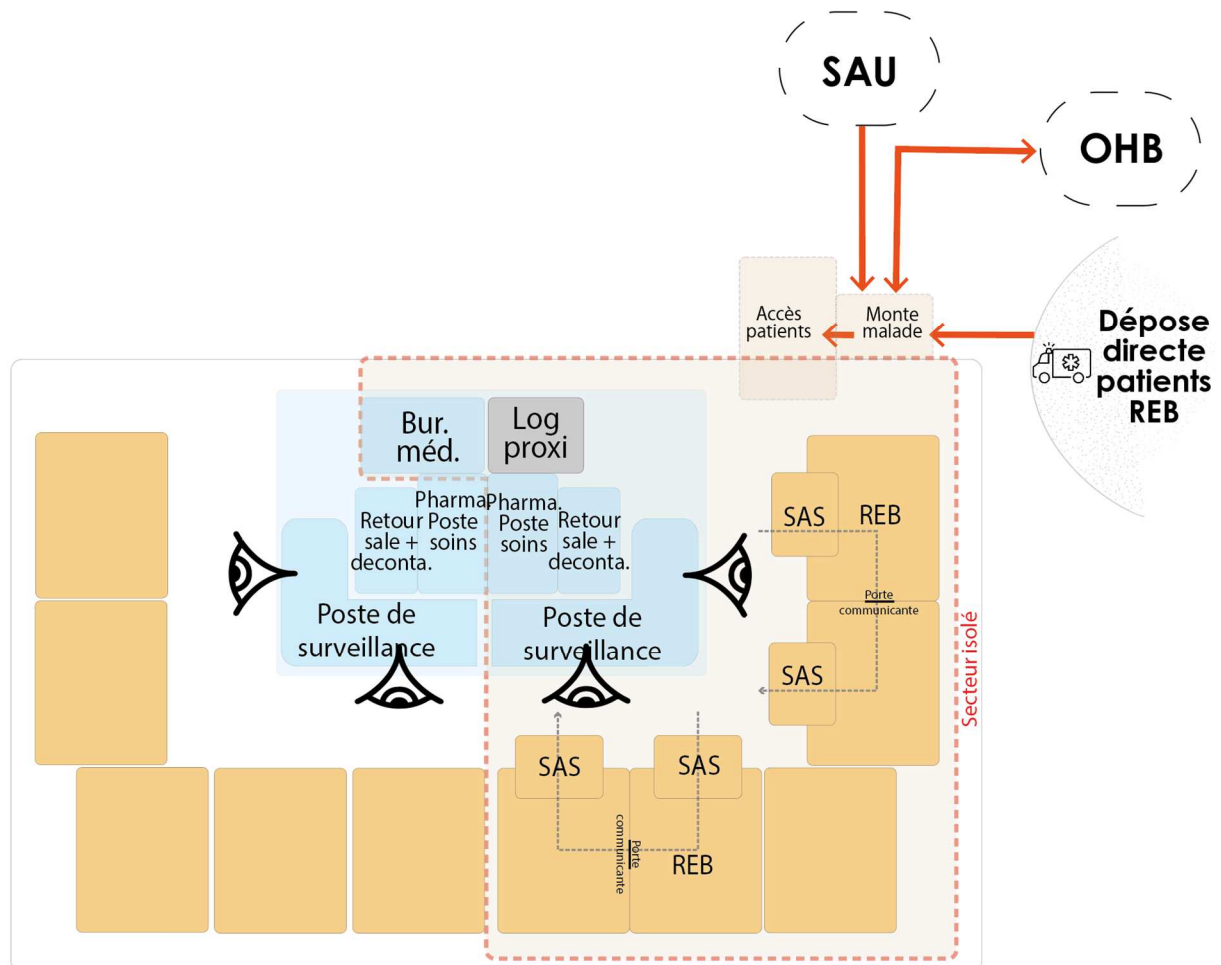 SAU
OHB
Accès
patients
Monte
malade
Dépose
directe
patients
REB
Bur.
méd.
Log
proxi
Retour
sale +
deconta.
Pharma.
Poste
soins
Pharma.
Poste
soins
Retour
sale +
deconta.
Poste de
surveillance
Poste de
surveillance
SAS
REB
Porte
communicante
SAS
Secteur isolé
SAS
SAS
Porte
communicante
REB